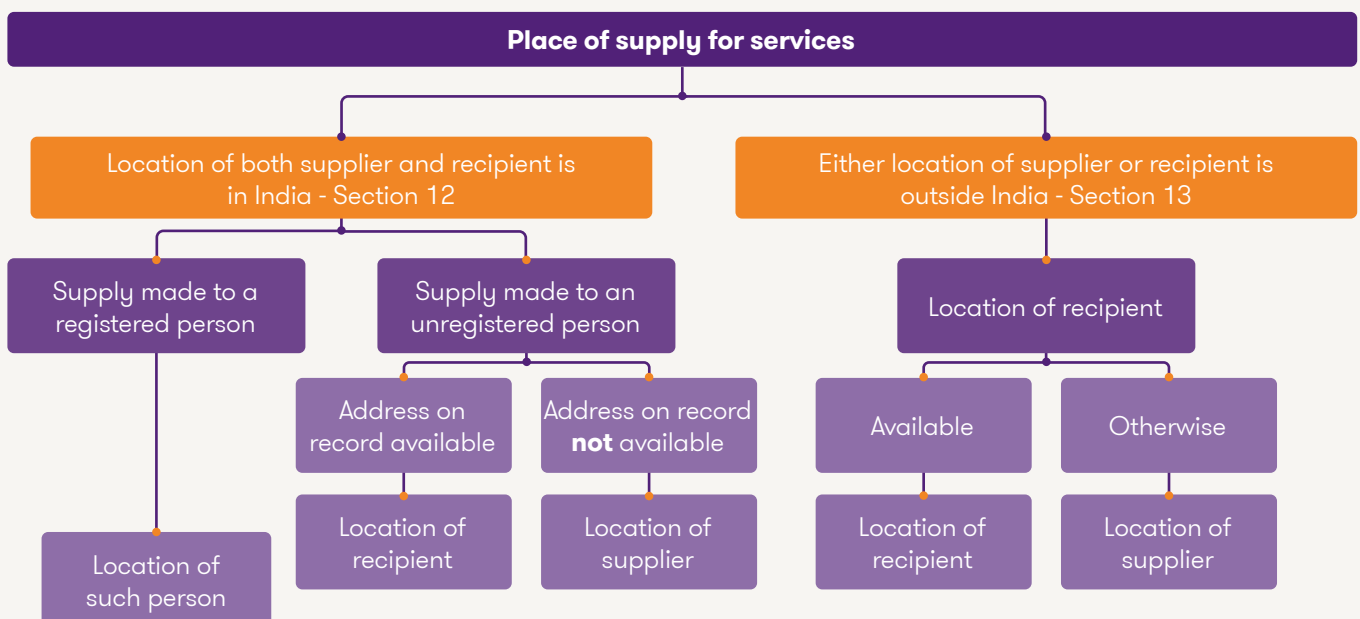 Place of supply for services
Location of both supplier and recipient is
in India - Section 12
Either location of supplier or recipient is
outside India - Section 13
Supply made to a
registered person
Supply made to an
unregistered person
Location of recipient
Address on
record available
Address on record
not available
Available
Otherwise
Location of
recipient
Location of
supplier
Location of
recipient
Location of
supplier
Location of
such person